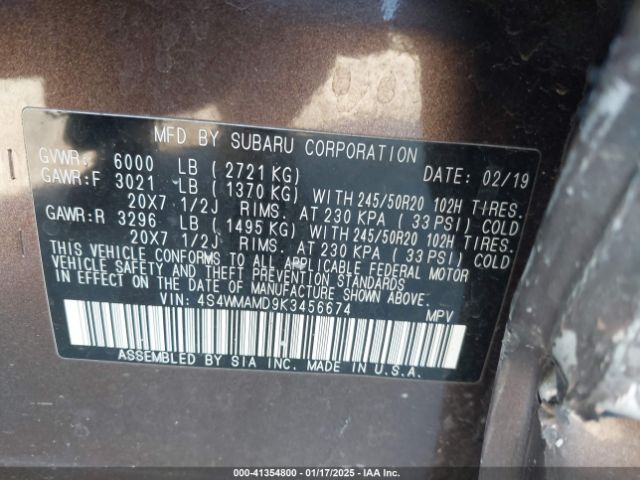 MFD BY SUBARU CORPORATION
GVWR: 6000 LB ( 2721 KG) DATE: 02/19
GAWR:F 3021 LB ( 1370 KG) WITH 245/50R20 102H TIRES.
20X7 1/2J RIMS. AT 230 KPA ( 33 PSI) COLD
GAWR:R 3296 LB ( 1495 KG) WITH 245/50R20 102H TIRES.
20X7 1/2J RIMS. AT 230 KPA ( 33 PSI) COLD
THIS VEHICLE CONFORMS TO ALL APPLICABLE FEDERAL MOTOR
VEHICLE SAFETY AND THEFT PREVENTION STANDARDS
IN EFFECT ON THE DATE OF MANUFACTURE SHOWN ABOVE.
VIN: 4S4WMAMD9K3456674 MPV
ASSEMBLED BY SIA INC. MADE IN U.S.A.
000-41354800 - 01/17/2025 - IAA, Inc.